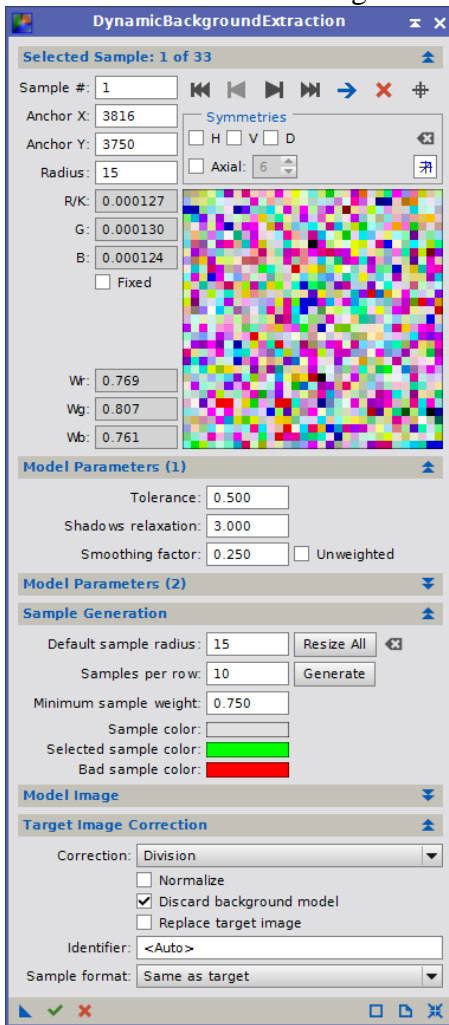 DynamicBackgroundExtraction
Selected Sample: 1 of 33
Sample #: 1
Anchor X: 3816
Anchor Y: 3750
Radius: 15
Symmetries
H V D
Axial: 6
R/K: 0.000127
G: 0.000130
B: 0.000124
Fixed
Wr: 0.769
Wg: 0.807
Wb: 0.761
Model Parameters (1)
Tolerance: 0.500
Shadows relaxation: 3.000
Smoothing factor: 0.250 Unweighted
Model Parameters (2)
Sample Generation
Default sample radius: 15 Resize All
Samples per row: 10 Generate
Minimum sample weight: 0.750
Sample color:
Selected sample color:
Bad sample color:
Model Image
Target Image Correction
Correction: Division
Normalize
Discard background model
Replace target image
Identifier: <Auto>
Sample format: Same as target